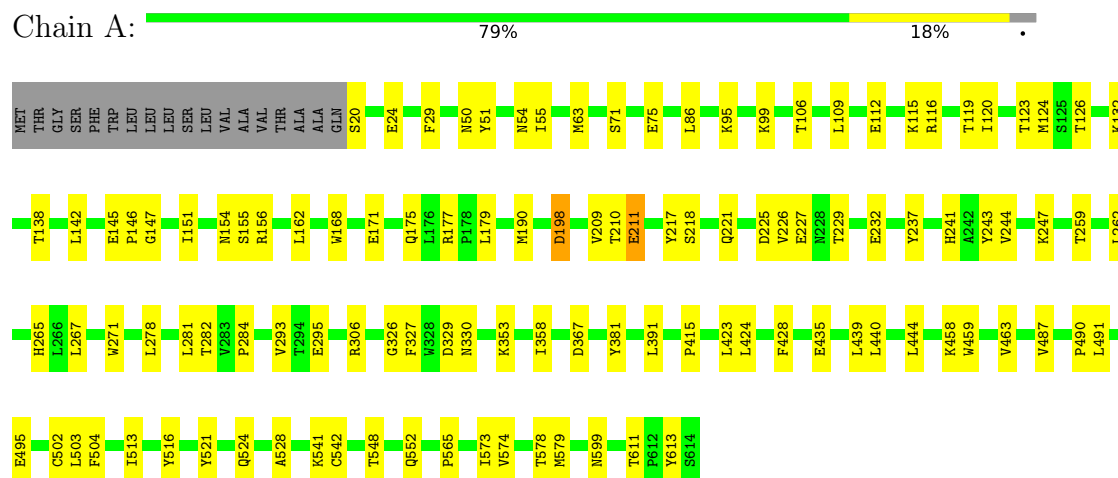 Chain A:
79% 18% •
MET THR GLY SER PHE TRP LEU LEU LEU SER LEU VAL ALA VAL THR ALA ALA GLN S20 E24 F29 N50 Y51 N54 I55 M63 S71 E75 L86 K95 K99 T106 L109 E112 K115 R116 T119 I120 T123 M124 S125 T126 K132
T138 L142 E145 P146 G147 I151 N154 S155 R156 L162 W168 E171 Q175 L176 R177 P178 L179 M190 D198 V209 T210 E211 Y217 S218 Q221 D225 V226 E227 N228 T229 E232 Y237 H241 A242 Y243 V244 K247 T259 L262
H265 L266 L267 W271 L278 L281 T282 V283 P284 V293 T294 E295 R306 G326 F327 W328 D329 N330 K353 I358 D367 Y381 L391 P415 L423 L424 F428 E435 L439 L440 L444 K458 W459 V463 V487 P490 L491
E495 C502 L503 F504 I513 Y516 Y521 Q524 A528 K541 C542 T548 Q552 P565 I573 V574 T578 M579 N599 T611 P612 Y613 S614